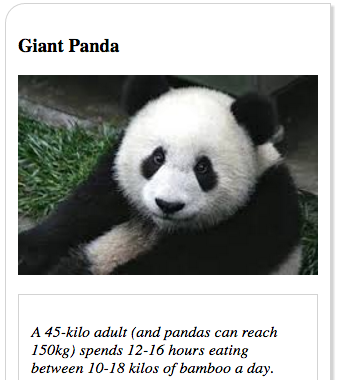 Giant Panda
A 45-kilo adult (and pandas can reach
150kg) spends 12-16 hours eating
between 10-18 kilos of bamboo a day.